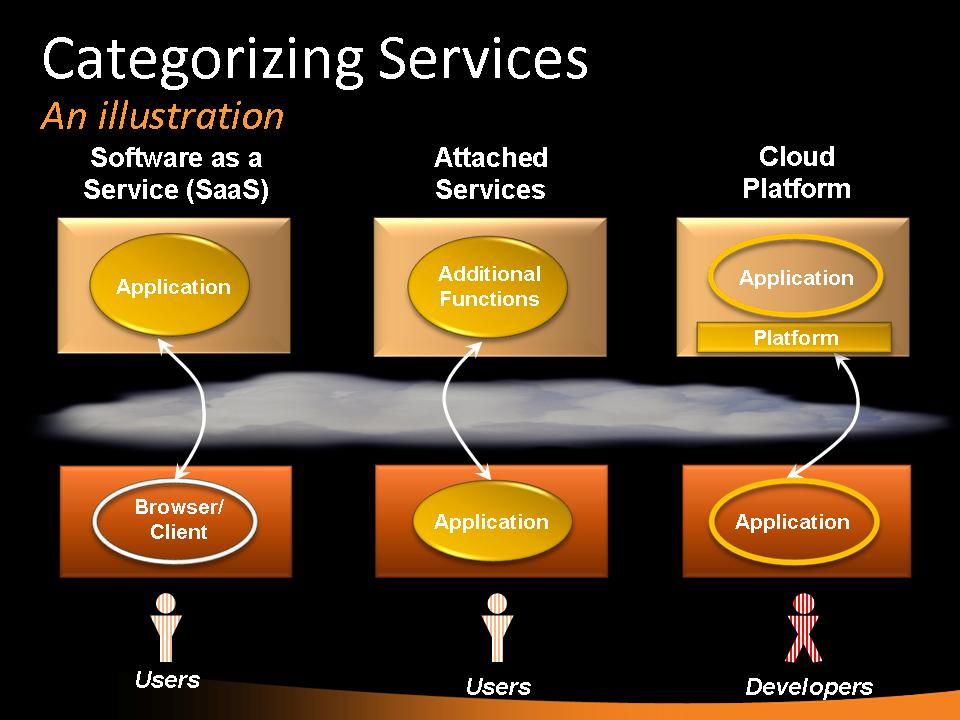 Categorizing Services
An illustration
Software as a
Service (SaaS)
Attached
Services
Cloud
Platform
Application
Additional
Functions
Application
Platform
Browser/
Client
Application
Application
Users
Users
Developers